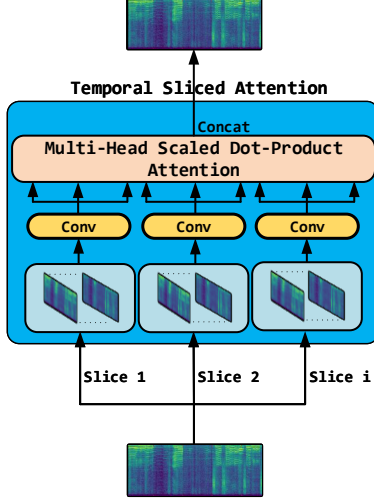 Temporal Sliced Attention
Concat
Multi-Head Scaled Dot-Product
Attention
Conv
Conv
Conv
Slice 1
Slice 2
Slice i